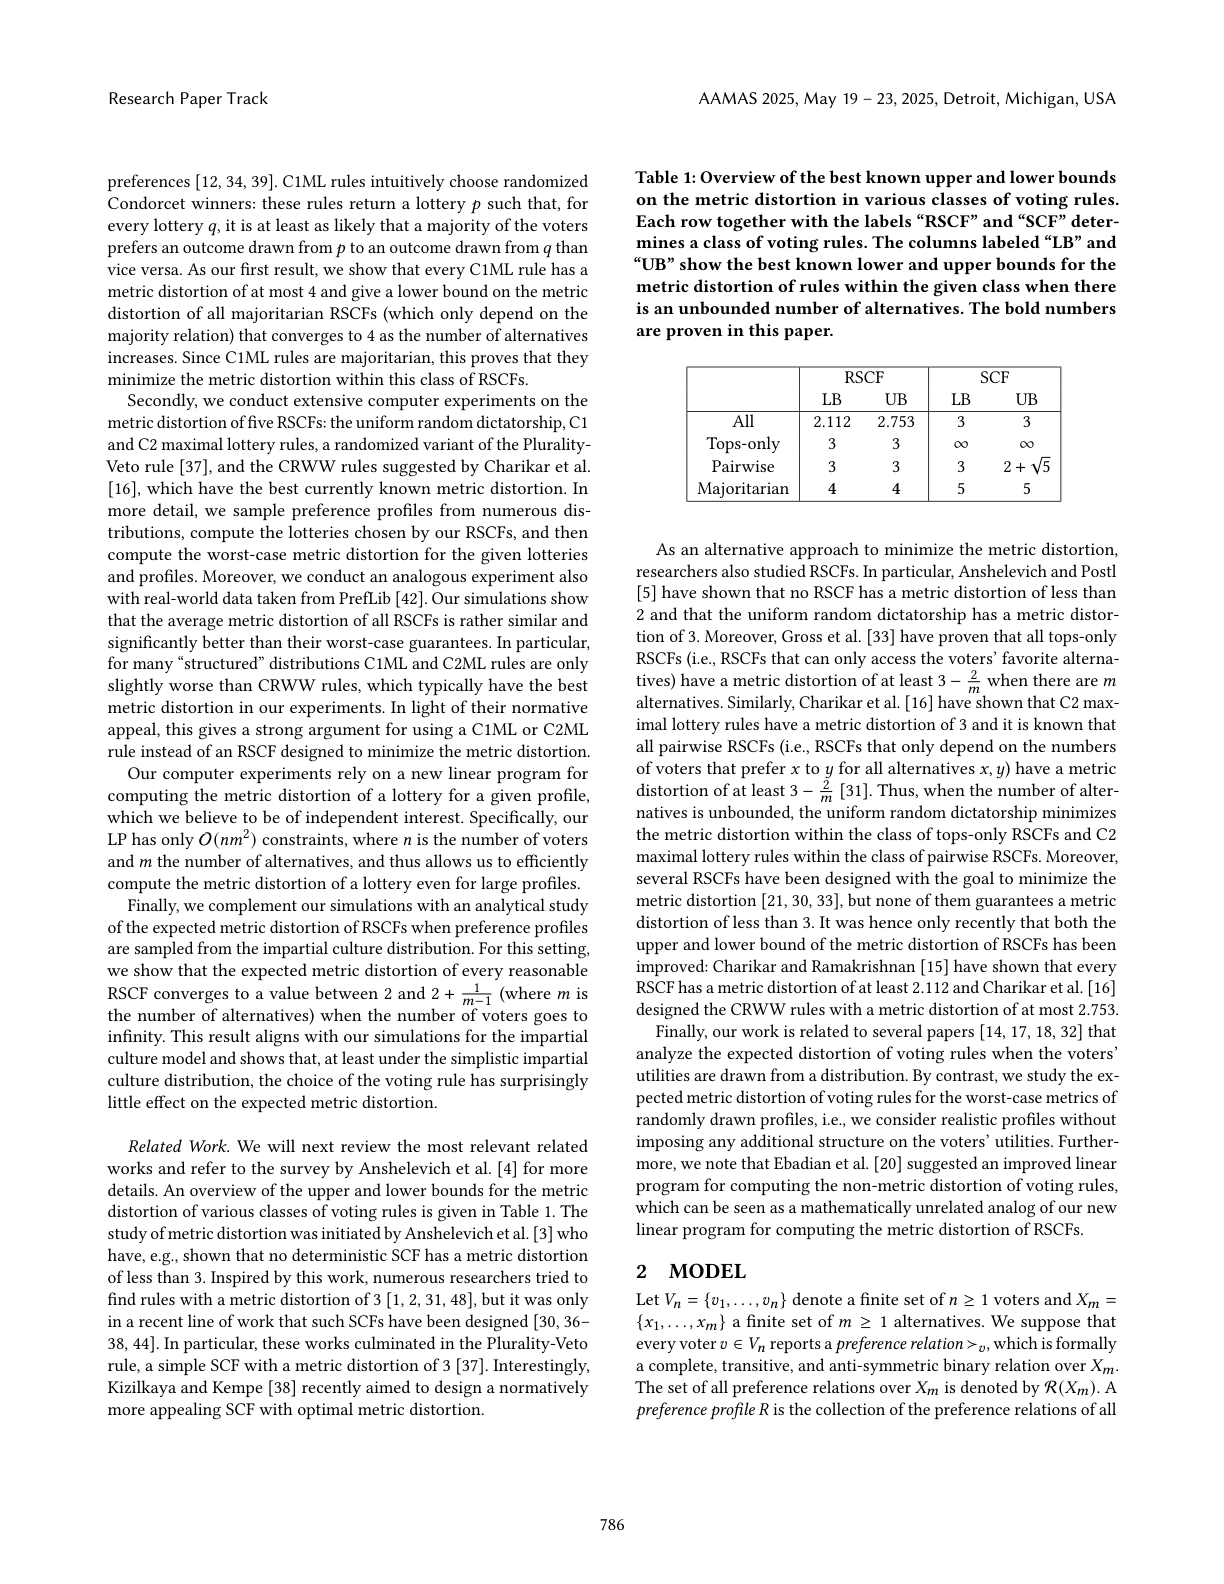 Research Paper Track
AAMAS 2025, May 19 – 23, 2025, Detroit, Michigan, USA
preferences [12, 34, 39]. C1ML rules intuitively choose randomized
Condorcet winners: these rules return a lottery p such that, for
every lottery q, it is at least as likely that a majority of the voters
prefers an outcome drawn from p to an outcome drawn from q than
vice versa. As our first result, we show that every C1ML rule has a
metric distortion of at most 4 and give a lower bound on the metric
distortion of all majoritarian RSCFs (which only depend on the
majority relation) that converges to 4 as the number of alternatives
increases. Since C1ML rules are majoritarian, this proves that they
minimize the metric distortion within this class of RSCFs.
Secondly, we conduct extensive computer experiments on the
metric distortion of five RSCFs: the uniform random dictatorship, C1
and C2 maximal lottery rules, a randomized variant of the Plurality-
Veto rule [37], and the CRWW rules suggested by Charikar et al.
[16], which have the best currently known metric distortion. In
more detail, we sample preference profiles from numerous dis-
tributions, compute the lotteries chosen by our RSCFs, and then
compute the worst-case metric distortion for the given lotteries
and profiles. Moreover, we conduct an analogous experiment also
with real-world data taken from PrefLib [42]. Our simulations show
that the average metric distortion of all RSCFs is rather similar and
significantly better than their worst-case guarantees. In particular,
for many “structured” distributions C1ML and C2ML rules are only
slightly worse than CRWW rules, which typically have the best
metric distortion in our experiments. In light of their normative
appeal, this gives a strong argument for using a C1ML or C2ML
rule instead of an RSCF designed to minimize the metric distortion.
Our computer experiments rely on a new linear program for
computing the metric distortion of a lottery for a given profile,
which we believe to be of independent interest. Specifically, our
LP has only O(nm²) constraints, where n is the number of voters
and m the number of alternatives, and thus allows us to efficiently
compute the metric distortion of a lottery even for large profiles.
Finally, we complement our simulations with an analytical study
of the expected metric distortion of RSCFs when preference profiles
are sampled from the impartial culture distribution. For this setting,
we show that the expected metric distortion of every reasonable
RSCF converges to a value between 2 and 2 + 1/(m−1) (where m is
the number of alternatives) when the number of voters goes to
infinity. This result aligns with our simulations for the impartial
culture model and shows that, at least under the simplistic impartial
culture distribution, the choice of the voting rule has surprisingly
little effect on the expected metric distortion.
Related Work. We will next review the most relevant related
works and refer to the survey by Anshelevich et al. [4] for more
details. An overview of the upper and lower bounds for the metric
distortion of various classes of voting rules is given in Table 1. The
study of metric distortion was initiated by Anshelevich et al. [3] who
have, e.g., shown that no deterministic SCF has a metric distortion
of less than 3. Inspired by this work, numerous researchers tried to
find rules with a metric distortion of 3 [1, 2, 31, 48], but it was only
in a recent line of work that such SCFs have been designed [30, 36–
38, 44]. In particular, these works culminated in the Plurality-Veto
rule, a simple SCF with a metric distortion of 3 [37]. Interestingly,
Kizilkaya and Kempe [38] recently aimed to design a normatively
more appealing SCF with optimal metric distortion.
Table 1: Overview of the best known upper and lower bounds
on the metric distortion in various classes of voting rules.
Each row together with the labels “RSCF” and “SCF” deter-
mines a class of voting rules. The columns labeled “LB” and
“UB” show the best known lower and upper bounds for the
metric distortion of rules within the given class when there
is an unbounded number of alternatives. The bold numbers
are proven in this paper.
RSCF SCF
LB UB LB UB
All 2.112 2.753 3 3
Tops-only 3 3 ∞ ∞
Pairwise 3 3 3 2 + √5
Majoritarian 4 4 5 5
As an alternative approach to minimize the metric distortion,
researchers also studied RSCFs. In particular, Anshelevich and Postl
[5] have shown that no RSCF has a metric distortion of less than
2 and that the uniform random dictatorship has a metric distor-
tion of 3. Moreover, Gross et al. [33] have proven that all tops-only
RSCFs (i.e., RSCFs that can only access the voters’ favorite alterna-
tives) have a metric distortion of at least 3 − 2/m when there are m
alternatives. Similarly, Charikar et al. [16] have shown that C2 max-
imal lottery rules have a metric distortion of 3 and it is known that
all pairwise RSCFs (i.e., RSCFs that only depend on the numbers
of voters that prefer x to y for all alternatives x, y) have a metric
distortion of at least 3 − 2/m [31]. Thus, when the number of alter-
natives is unbounded, the uniform random dictatorship minimizes
the metric distortion within the class of tops-only RSCFs and C2
maximal lottery rules within the class of pairwise RSCFs. Moreover,
several RSCFs have been designed with the goal to minimize the
metric distortion [21, 30, 33], but none of them guarantees a metric
distortion of less than 3. It was hence only recently that both the
upper and lower bound of the metric distortion of RSCFs has been
improved: Charikar and Ramakrishnan [15] have shown that every
RSCF has a metric distortion of at least 2.112 and Charikar et al. [16]
designed the CRWW rules with a metric distortion of at most 2.753.
Finally, our work is related to several papers [14, 17, 18, 32] that
analyze the expected distortion of voting rules when the voters’
utilities are drawn from a distribution. By contrast, we study the ex-
pected metric distortion of voting rules for the worst-case metrics of
randomly drawn profiles, i.e., we consider realistic profiles without
imposing any additional structure on the voters’ utilities. Further-
more, we note that Ebadian et al. [20] suggested an improved linear
program for computing the non-metric distortion of voting rules,
which can be seen as a mathematically unrelated analog of our new
linear program for computing the metric distortion of RSCFs.
2 MODEL
Let Vₙ = {v₁, . . . , vₙ} denote a finite set of n ≥ 1 voters and Xₘ =
{x₁, . . . , xₘ} a finite set of m ≥ 1 alternatives. We suppose that
every voter v ∈ Vₙ reports a preference relation ≻ᵥ, which is formally
a complete, transitive, and anti-symmetric binary relation over Xₘ.
The set of all preference relations over Xₘ is denoted by R(Xₘ). A
preference profile R is the collection of the preference relations of all
786